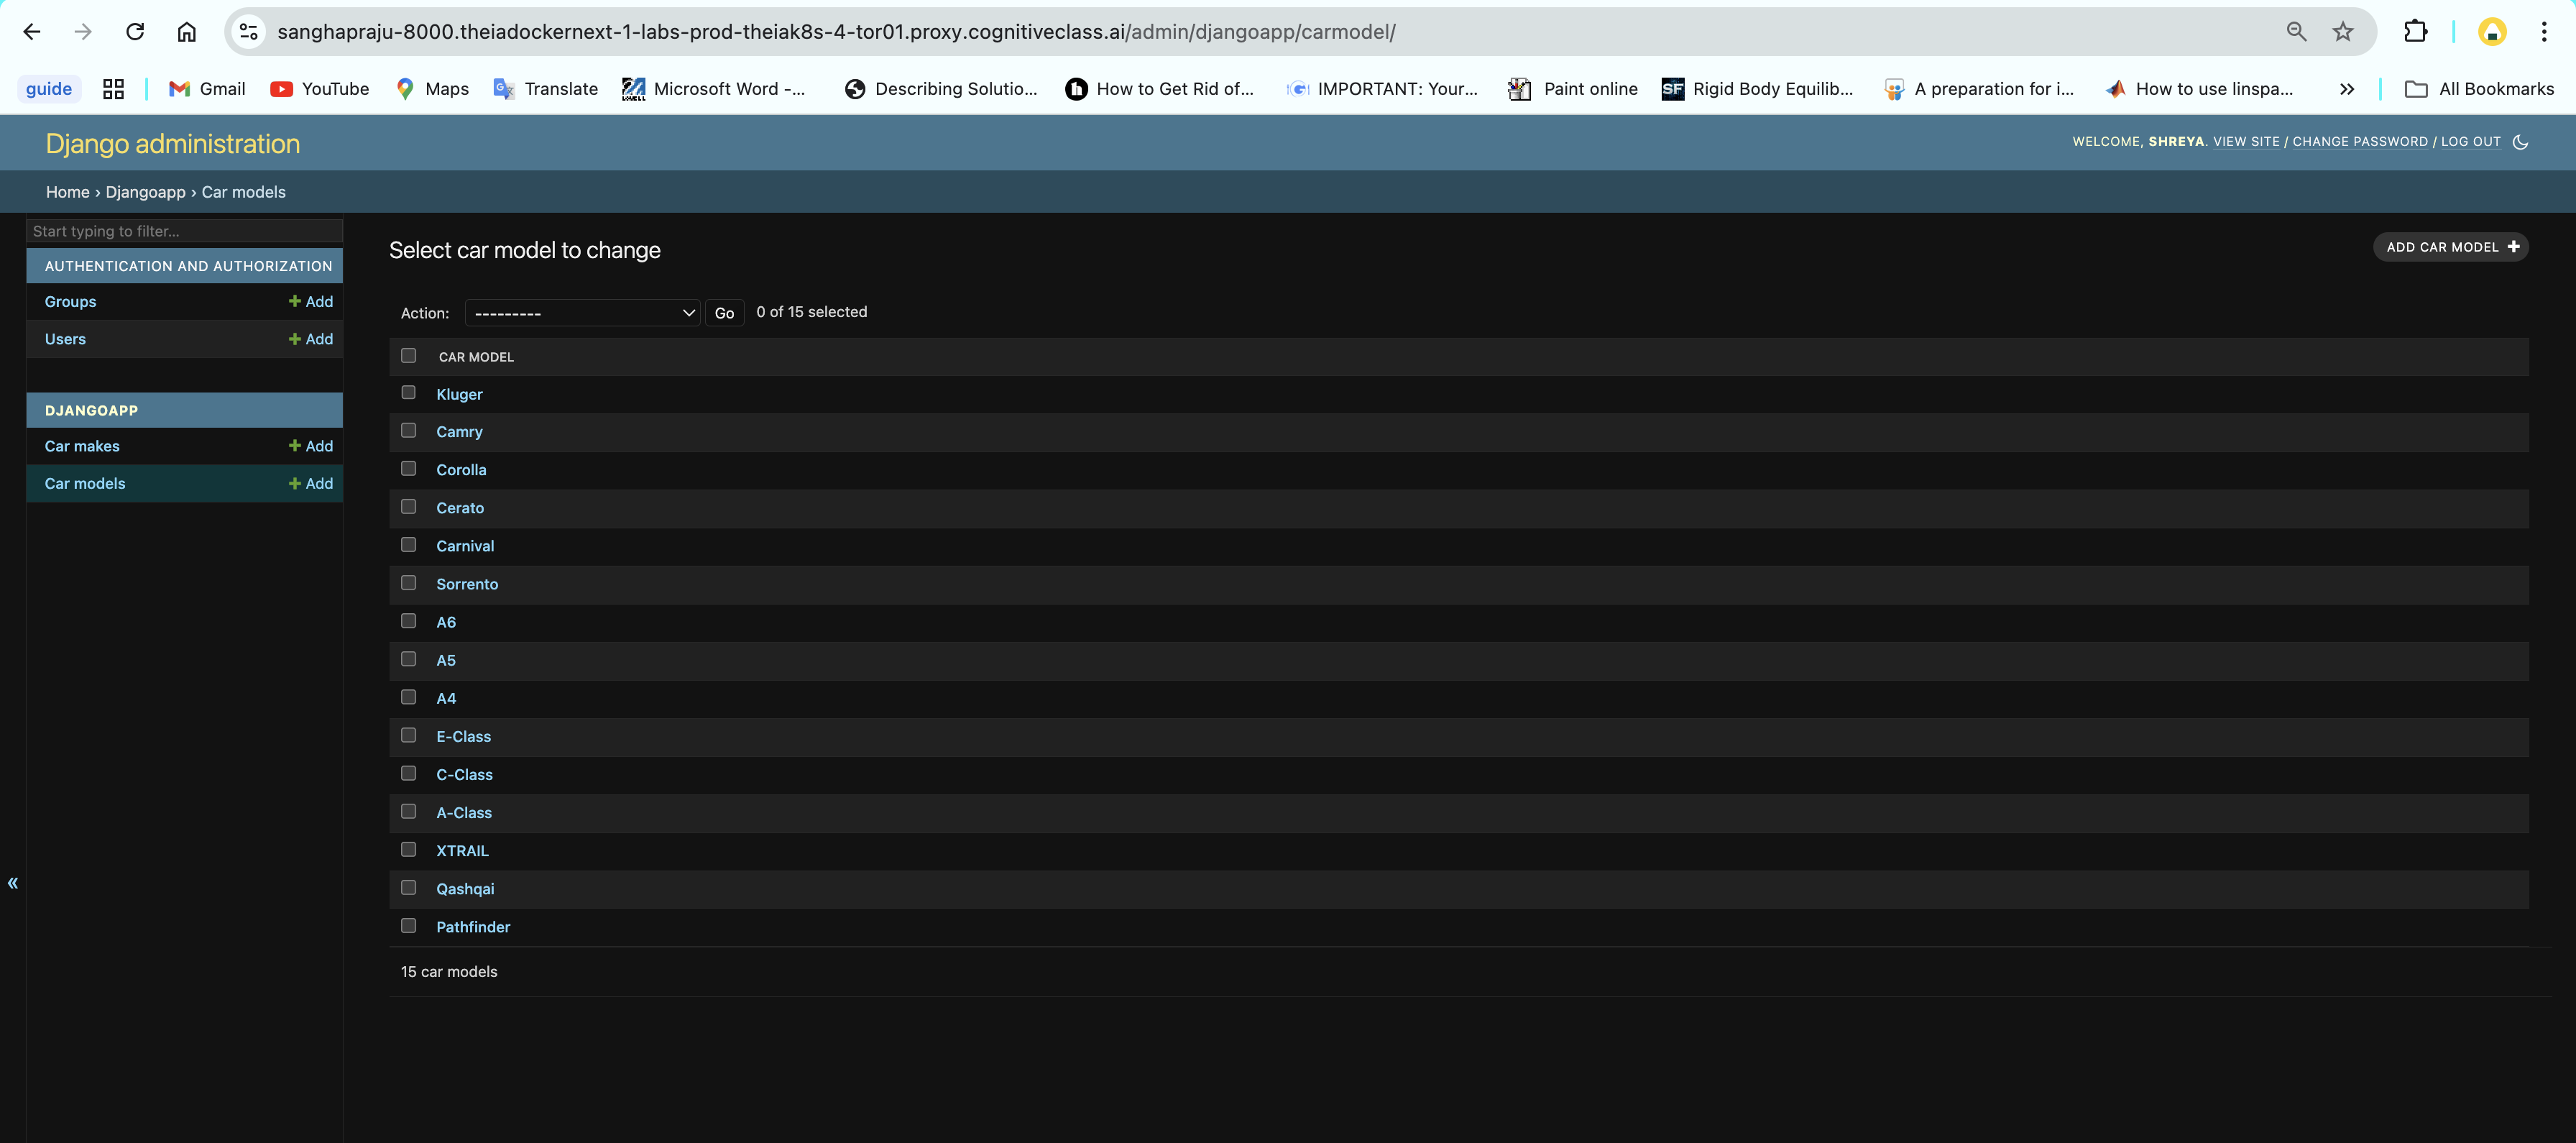 sanghapraju-8000.theiadockernext-1-labs-prod-theiak8s-4-tor01.proxy.cognitiveclass.ai/admin/djangoapp/carmodel/
guide Gmail YouTube Maps Translate Microsoft Word -... Describing Solutio... How to Get Rid of... IMPORTANT: Your... Paint online SF Rigid Body Equilib... A preparation for i... How to use linspa... » All Bookmarks
Django administration
WELCOME, SHREYA. VIEW SITE / CHANGE PASSWORD / LOG OUT
Home › Djangoapp › Car models
Start typing to filter...
AUTHENTICATION AND AUTHORIZATION
Groups + Add
Users + Add
DJANGOAPP
Car makes + Add
Car models + Add
«
Select car model to change
ADD CAR MODEL +
Action: --------- Go 0 of 15 selected
CAR MODEL
Kluger
Camry
Corolla
Cerato
Carnival
Sorrento
A6
A5
A4
E-Class
C-Class
A-Class
XTRAIL
Qashqai
Pathfinder
15 car models